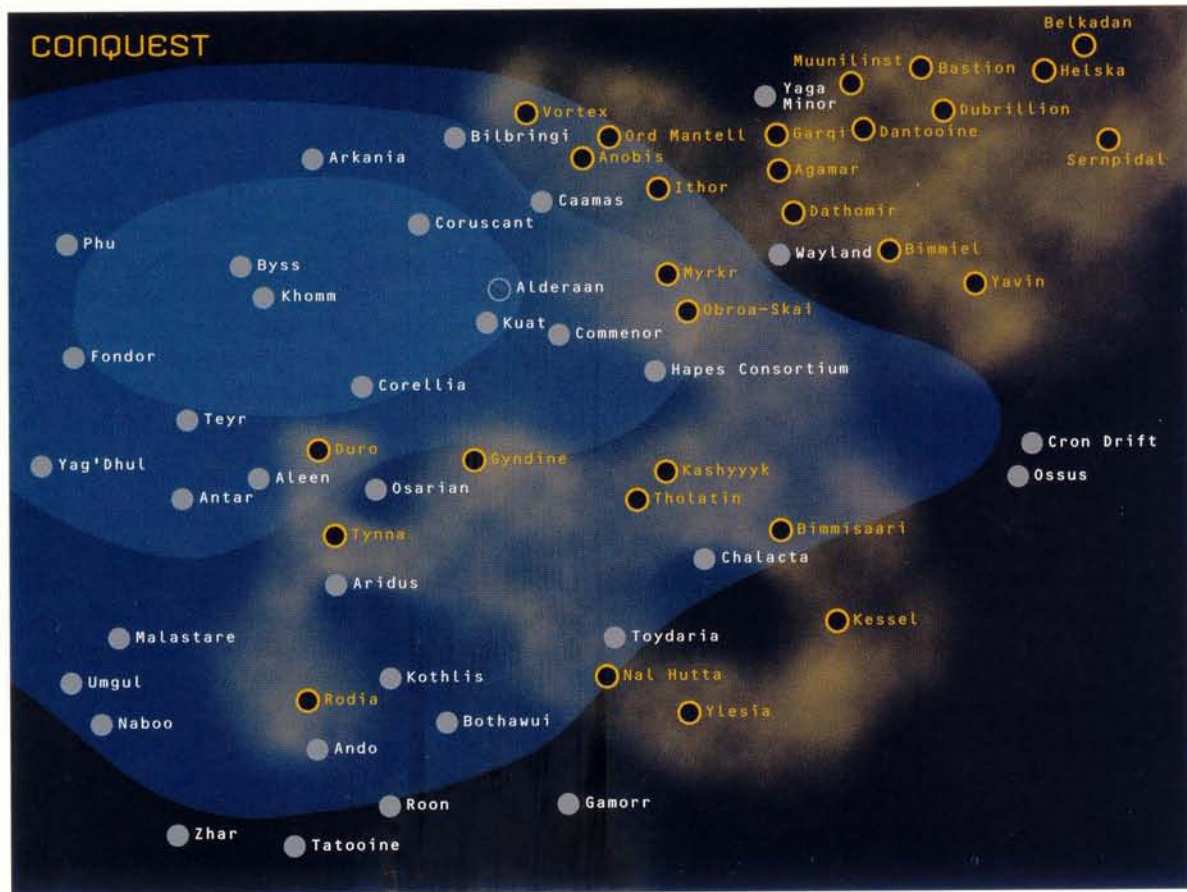 CONQUEST
Belkadan
Muunilinst
Bastion
Helska
Yaga
Minor
Vortex
Dubrillion
Bilbringi
Ord Mantell
Garqi
Dantooine
Sernpidal
Arkania
Anobis
Agamar
Ithor
Caamas
Dathomir
Coruscant
Phu
Wayland
Bimmiel
Byss
Myrkr
Yavin
Khomm
Alderaan
Obroa-Skai
Kuat
Commenor
Fondor
Hapes Consortium
Corellia
Teyr
Cron Drift
Duro
Gyndine
Yag'Dhul
Kashyyyk
Ossus
Aleen
Osarian
Antar
Tholatin
Tynna
Bimmisaari
Chalacta
Aridus
Kessel
Malastare
Toydaria
Nal Hutta
Umgul
Kothlis
Rodia
Ylesia
Naboo
Bothawui
Ando
Roon
Gamorr
Zhar
Tatooine